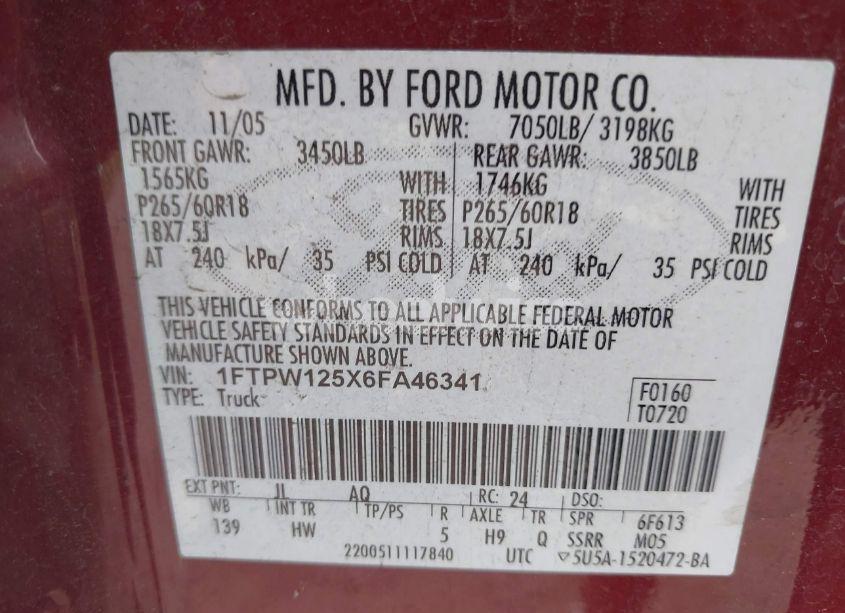 MFD. BY FORD MOTOR CO.
DATE: 11/05 GVWR: 7050LB/ 3198KG
FRONT GAWR: 3450LB REAR GAWR: 3850LB
1565KG WITH 1746KG WITH
P265/60R18 TIRES P265/60R18 TIRES
18X7.5J RIMS 18X7.5J RIMS
AT 240 kPa/ 35 PSI COLD AT 240 kPa/ 35 PSI COLD
THIS VEHICLE CONFORMS TO ALL APPLICABLE FEDERAL MOTOR
VEHICLE SAFETY STANDARDS IN EFFECT ON THE DATE OF
MANUFACTURE SHOWN ABOVE.
VIN: 1FTPW125X6FA46341
TYPE: Truck
F0160
T0720
EXT PNT: JL AQ RC: 24 DSO:
WB INT TR TP/PS R AXLE TR SPR 6F613
139 HW 5 H9 Q SSRR M05
2200511117840 UTC 5U5A-1520472-BA